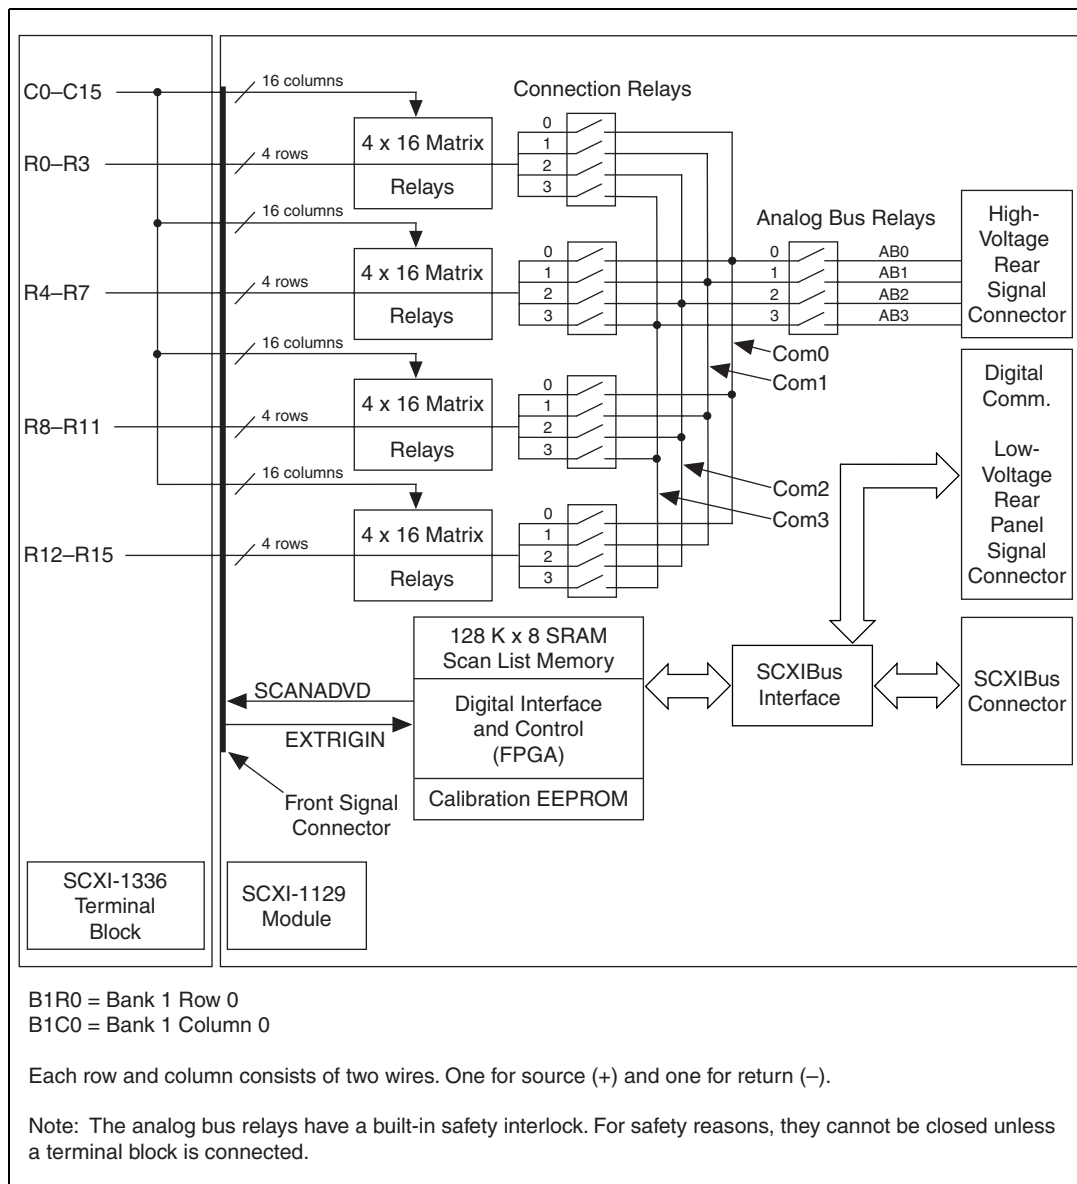 C0–C15
16 columns
Connection Relays
4 x 16 Matrix
Relays
0
1
2
3
R0–R3
4 rows
16 columns
Analog Bus Relays
High-
Voltage
Rear
Signal
Connector
4 x 16 Matrix
Relays
0
1
2
3
0
1
2
3
AB0
AB1
AB2
AB3
R4–R7
4 rows
16 columns
Com0
Com1
Digital
Comm.
Low-
Voltage
Rear
Panel
Signal
Connector
4 x 16 Matrix
Relays
0
1
2
3
R8–R11
4 rows
16 columns
Com2
Com3
4 x 16 Matrix
Relays
0
1
2
3
R12–R15
4 rows
128 K x 8 SRAM
Scan List Memory
SCANADVD
EXTRIGIN
Digital Interface
and Control
(FPGA)
Calibration EEPROM
SCXIBus
Interface
SCXIBus
Connector
Front Signal
Connector
SCXI-1336
Terminal
Block
SCXI-1129
Module
B1R0 = Bank 1 Row 0
B1C0 = Bank 1 Column 0
Each row and column consists of two wires. One for source (+) and one for return (–).
Note: The analog bus relays have a built-in safety interlock. For safety reasons, they cannot be closed unless
a terminal block is connected.